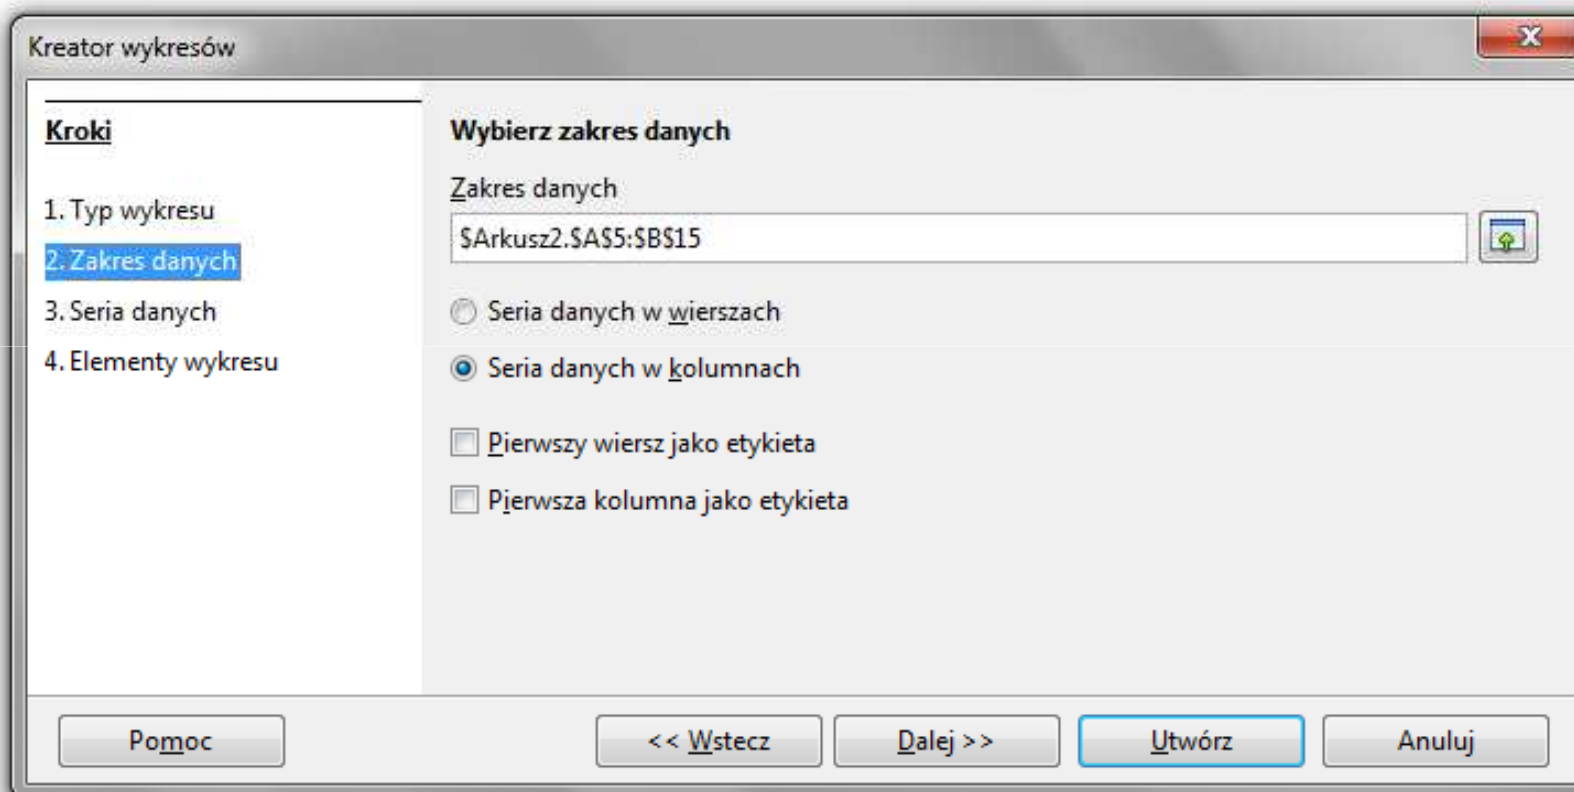 Kreator wykresów
Kroki
1. Typ wykresu
2. Zakres danych
3. Seria danych
4. Elementy wykresu
Wybierz zakres danych
Zakres danych
$Arkusz2.$A$5:$B$15
Seria danych w wierszach
Seria danych w kolumnach
Pierwszy wiersz jako etykieta
Pierwsza kolumna jako etykieta
Pomoc
<< Wstecz
Dalej >>
Utwórz
Anuluj